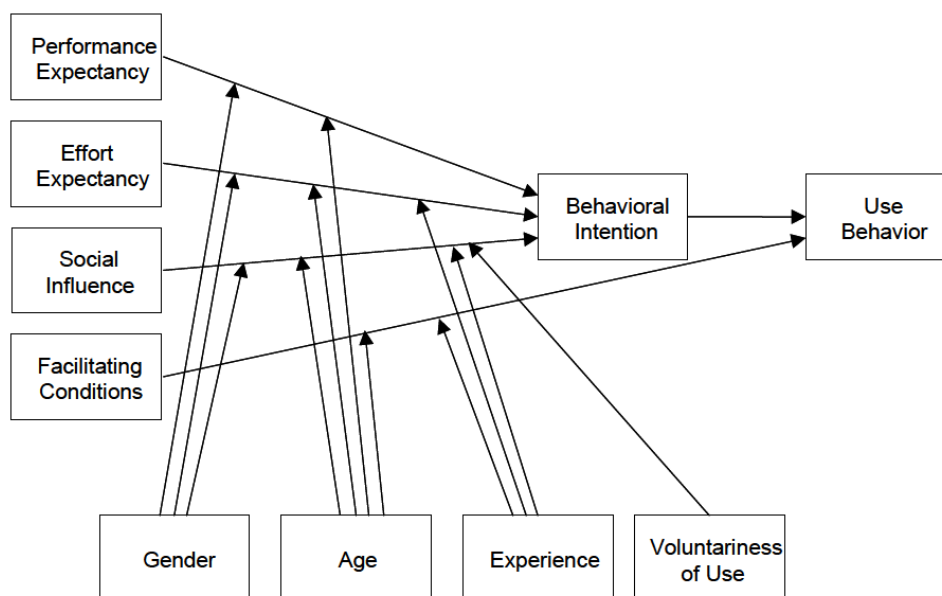 Performance
Expectancy
Effort
Expectancy
Social
Influence
Facilitating
Conditions
Behavioral
Intention
Use
Behavior
Gender
Age
Experience
Voluntariness
of Use